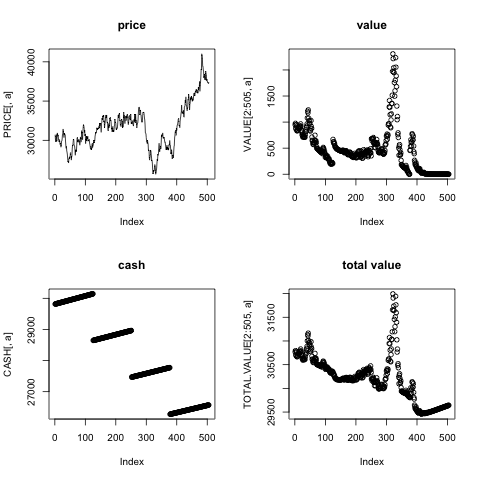 price
PRICE[, a]
30000 35000 40000
0 100 200 300 400 500
Index
value
VALUE[2:505, a]
0 500 1500
0 100 200 300 400 500
Index
cash
CASH[, a]
27000 29000
0 100 200 300 400 500
Index
total value
TOTAL.VALUE[2:505, a]
29500 30500 31500
0 100 200 300 400 500
Index